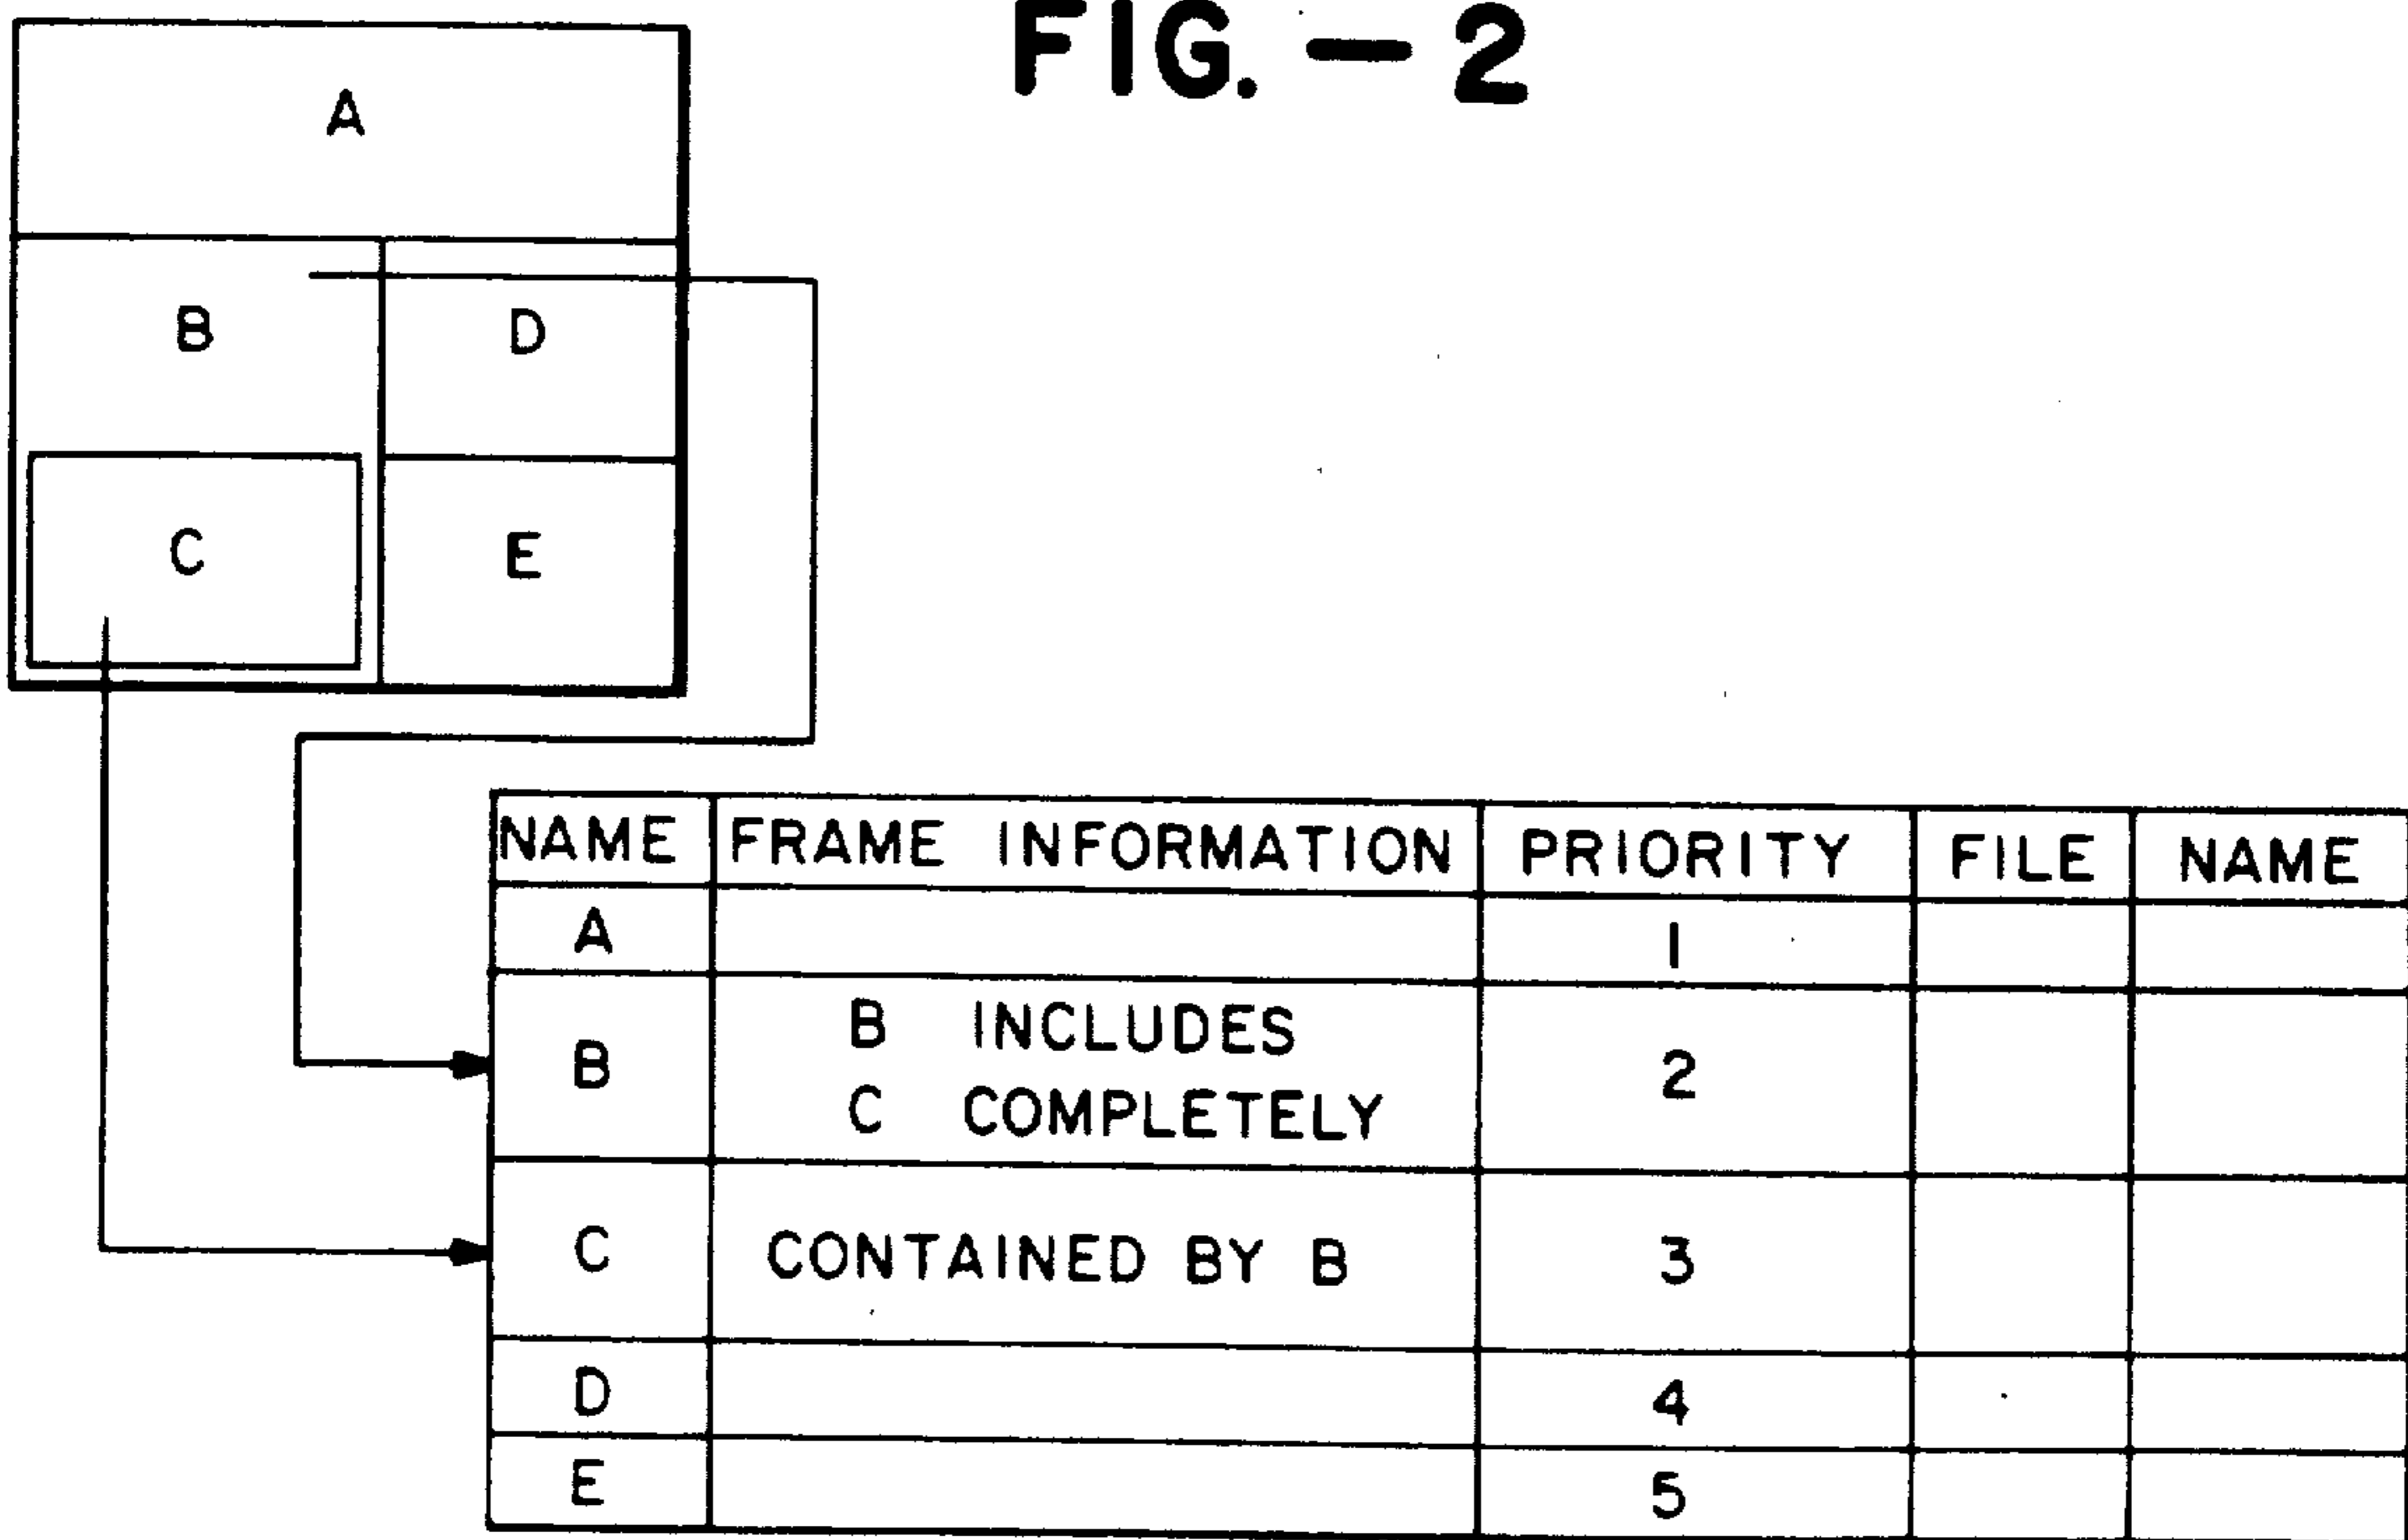 FIG. — 2
A
B D
C E
NAME FRAME INFORMATION PRIORITY FILE NAME
A 1
B B INCLUDES C COMPLETELY 2
C CONTAINED BY B 3
D 4
E 5